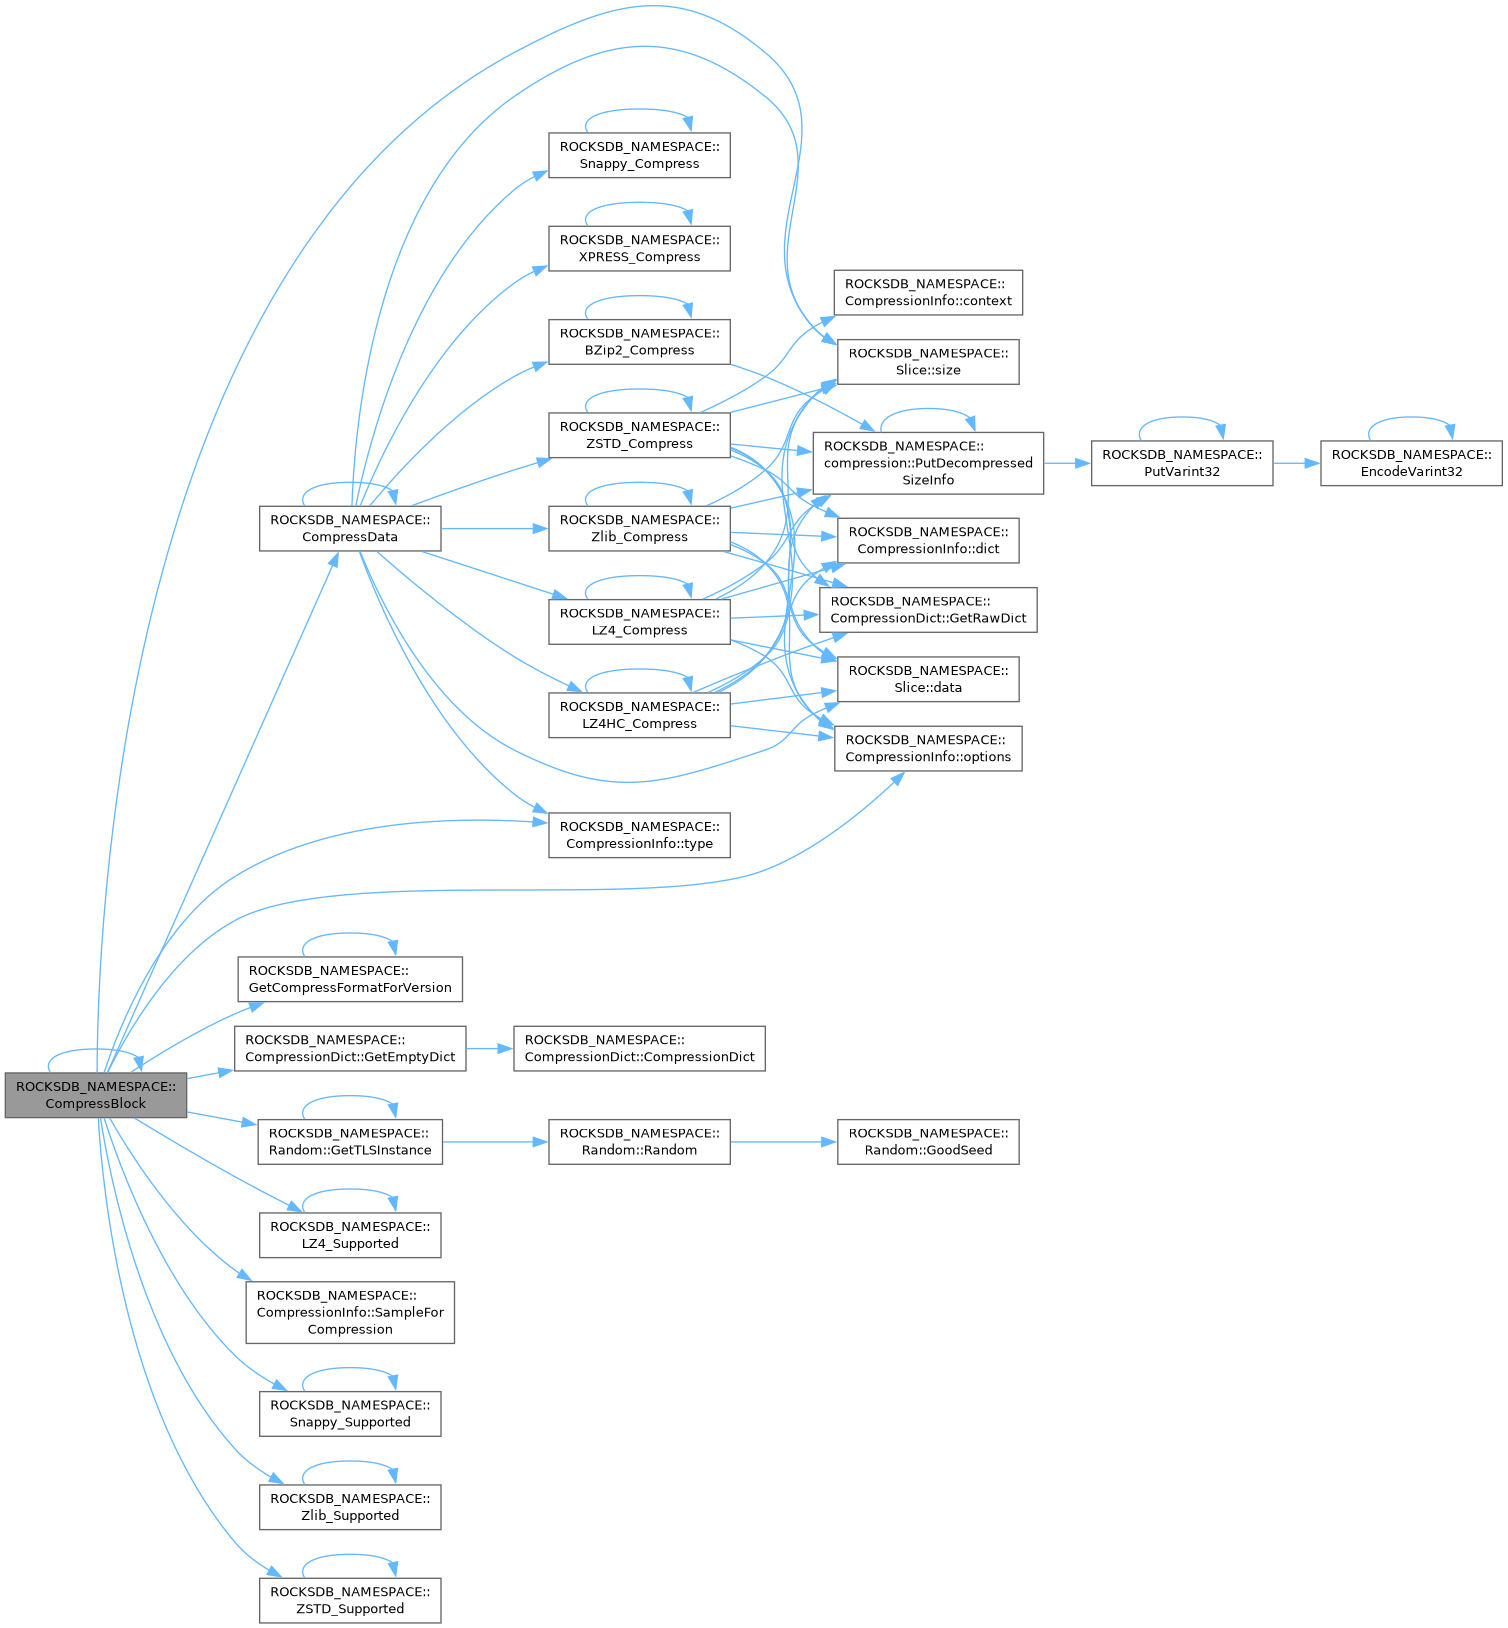 ROCKSDB_NAMESPACE::
Snappy_Compress
ROCKSDB_NAMESPACE::
XPRESS_Compress
ROCKSDB_NAMESPACE::
CompressionInfo::context
ROCKSDB_NAMESPACE::
BZip2_Compress
ROCKSDB_NAMESPACE::
Slice::size
ROCKSDB_NAMESPACE::
ZSTD_Compress
ROCKSDB_NAMESPACE::
compression::PutDecompressed
SizeInfo
ROCKSDB_NAMESPACE::
PutVarint32
ROCKSDB_NAMESPACE::
EncodeVarint32
ROCKSDB_NAMESPACE::
CompressData
ROCKSDB_NAMESPACE::
Zlib_Compress
ROCKSDB_NAMESPACE::
CompressionInfo::dict
ROCKSDB_NAMESPACE::
LZ4_Compress
ROCKSDB_NAMESPACE::
CompressionDict::GetRawDict
ROCKSDB_NAMESPACE::
Slice::data
ROCKSDB_NAMESPACE::
LZ4HC_Compress
ROCKSDB_NAMESPACE::
CompressionInfo::options
ROCKSDB_NAMESPACE::
CompressionInfo::type
ROCKSDB_NAMESPACE::
GetCompressFormatForVersion
ROCKSDB_NAMESPACE::
CompressionDict::GetEmptyDict
ROCKSDB_NAMESPACE::
CompressionDict::CompressionDict
ROCKSDB_NAMESPACE::
CompressBlock
ROCKSDB_NAMESPACE::
Random::GetTLSInstance
ROCKSDB_NAMESPACE::
Random::Random
ROCKSDB_NAMESPACE::
Random::GoodSeed
ROCKSDB_NAMESPACE::
LZ4_Supported
ROCKSDB_NAMESPACE::
CompressionInfo::SampleFor
Compression
ROCKSDB_NAMESPACE::
Snappy_Supported
ROCKSDB_NAMESPACE::
Zlib_Supported
ROCKSDB_NAMESPACE::
ZSTD_Supported